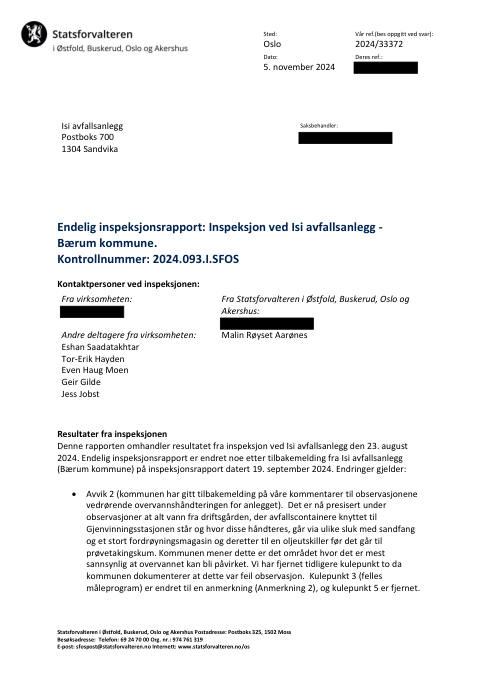 Statsforvalteren
i Østfold, Buskerud, Oslo og Akershus
Sted:
Oslo
Dato:
5. november 2024
Vår ref.(bes oppgitt ved svar):
2024/33372
Deres ref.:
Isi avfallsanlegg
Postboks 700
1304 Sandvika
Saksbehandler:
Endelig inspeksjonsrapport: Inspeksjon ved Isi avfallsanlegg -
Bærum kommune.
Kontrollnummer: 2024.093.I.SFOS
Kontaktpersoner ved inspeksjonen:
Fra virksomheten:
Fra Statsforvalteren i Østfold, Buskerud, Oslo og
Akershus:
Andre deltagere fra virksomheten:
Malin Røyset Aarønes
Eshan Saadatakhtar
Tor-Erik Hayden
Even Haug Moen
Geir Gilde
Jess Jobst
Resultater fra inspeksjonen
Denne rapporten omhandler resultatet fra inspeksjon ved Isi avfallsanlegg den 23. august
2024. Endelig inspeksjonsrapport er endret noe etter tilbakemelding fra Isi avfallsanlegg
(Bærum kommune) på inspeksjonsrapport datert 19. september 2024. Endringer gjelder:
• Avvik 2 (kommunen har gitt tilbakemelding på våre kommentarer til observasjonene
vedrørende overvannshåndteringen for anlegget). Det er nå presisert under
observasjoner at alt vann fra driftsgården, der avfallscontainere knyttet til
Gjenvinningsstasjonen står og hvor disse håndteres, går via ulike sluk med sandfang
og et stort fordrøyningsmagasin og deretter til en oljeutskiller før det går til
prøvetakingskum. Kommunen mener dette er det området hvor det er mest
sannsynlig at overvannet kan bli påvirket. Vi har fjernet tidligere kulepunkt to da
kommunen dokumenterer at dette var feil observasjon. Kulepunkt 3 (felles
måleprogram) er endret til en anmerkning (Anmerkning 2), og kulepunkt 5 er fjernet.
Statsforvalteren i Østfold, Buskerud, Oslo og Akershus Postadresse: Postboks 325, 1502 Moss
Besøksadresse: Telefon: 69 24 70 00 Org. nr.: 974 761 319
E-post: sfospost@statsforvalteren.no Internett: www.statsforvalteren.no/os